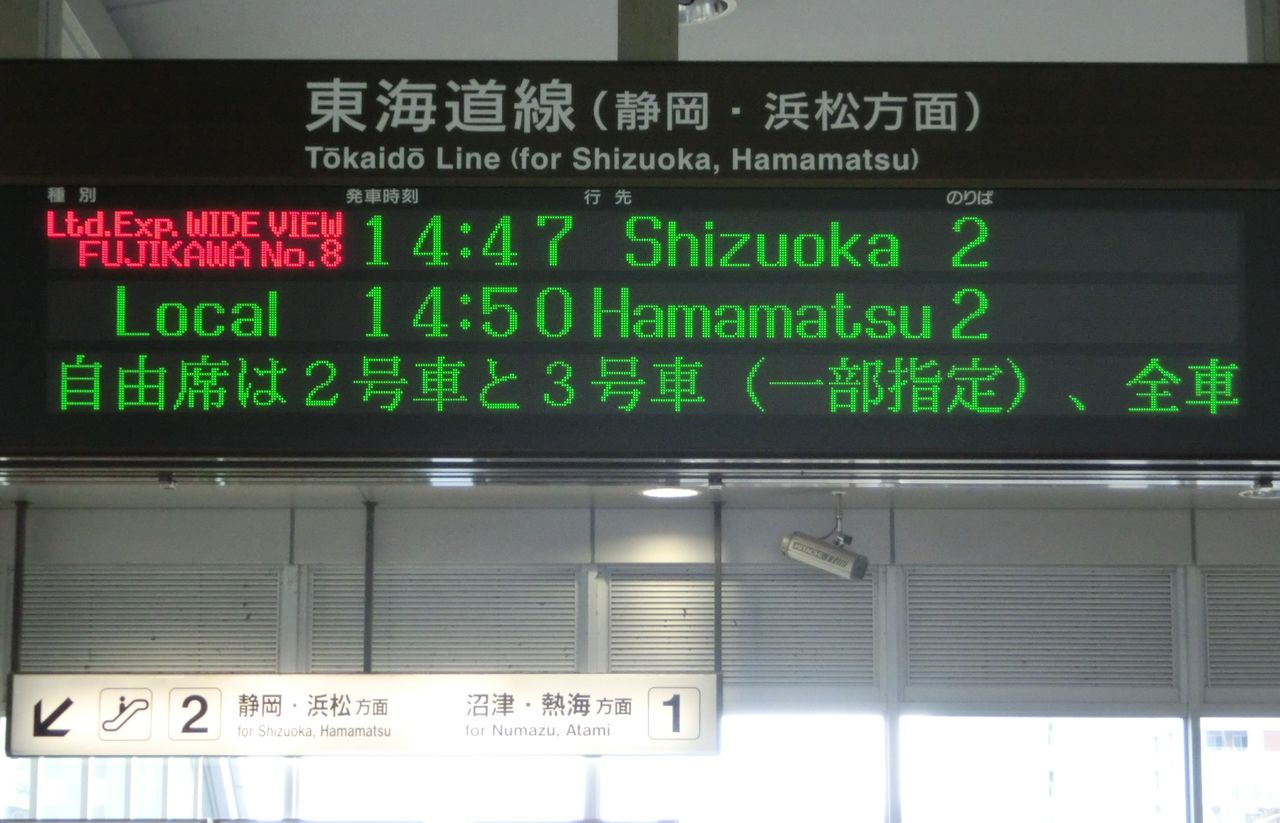 東海道線(静岡・浜松方面)
Tōkaidō Line (for Shizuoka, Hamamatsu)
種別 発車時刻 行先 のりば
Ltd.Exp. WIDE VIEW FUJIKAWA No.8 14:47 Shizuoka 2
Local 14:50 Hamamatsu 2
自由席は2号車と3号車(一部指定)、全車
2 静岡・浜松方面 沼津・熱海方面 1
for Shizuoka, Hamamatsu for Numazu, Atami